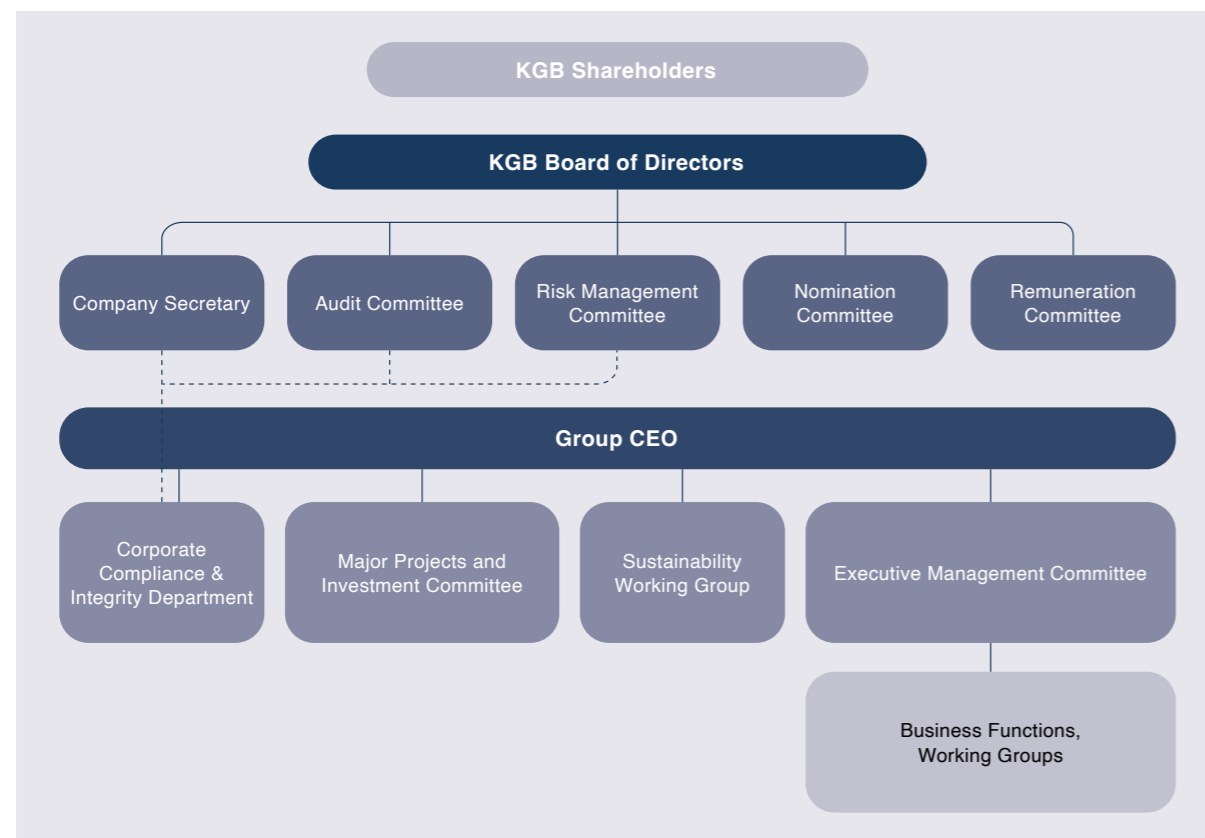 KGB Shareholders
KGB Board of Directors
Company Secretary
Audit Committee
Risk Management
Committee
Nomination
Committee
Remuneration
Committee
Group CEO
Corporate
Compliance &
Integrity Department
Major Projects and
Investment Committee
Sustainability
Working Group
Executive Management Committee
Business Functions,
Working Groups